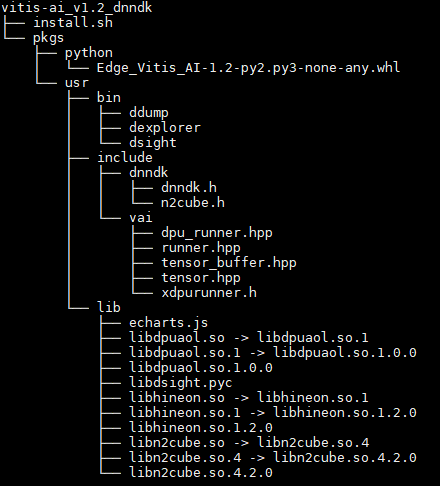 vitis-ai_v1.2_dnndk
├── install.sh
└── pkgs
    ├── python
    │   └── Edge_Vitis_AI-1.2-py2.py3-none-any.whl
    └── usr
        ├── bin
        │   ├── ddump
        │   ├── dexplorer
        │   └── dsight
        ├── include
        │   ├── dnndk
        │   │   ├── dnndk.h
        │   │   └── n2cube.h
        │   └── vai
        │       ├── dpu_runner.hpp
        │       ├── runner.hpp
        │       ├── tensor_buffer.hpp
        │       ├── tensor.hpp
        │       └── xdpurunner.h
        └── lib
            ├── echarts.js
            ├── libdpuaol.so -> libdpuaol.so.1
            ├── libdpuaol.so.1 -> libdpuaol.so.1.0.0
            ├── libdpuaol.so.1.0.0
            ├── libdsight.pyc
            ├── libhineon.so -> libhineon.so.1
            ├── libhineon.so.1 -> libhineon.so.1.2.0
            ├── libhineon.so.1.2.0
            ├── libn2cube.so -> libn2cube.so.4
            ├── libn2cube.so.4 -> libn2cube.so.4.2.0
            └── libn2cube.so.4.2.0